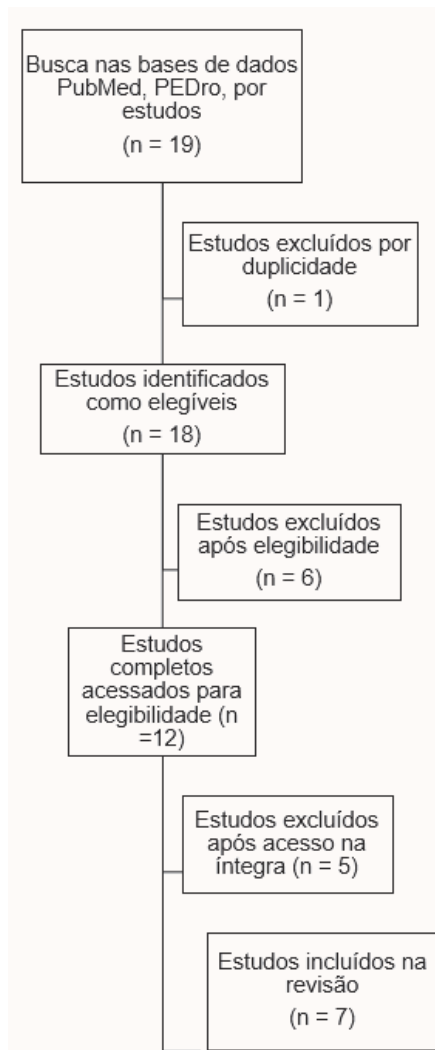 Busca nas bases de dados
PubMed, PEDro, por
estudos
(n = 19)
Estudos excluídos por
duplicidade
(n = 1)
Estudos identificados
como elegíveis
(n = 18)
Estudos excluídos
após elegibilidade
(n = 6)
Estudos
completos
acessados para
elegibilidade (n
=12)
Estudos excluídos
após acesso na
íntegra (n = 5)
Estudos incluídos na
revisão
(n = 7)